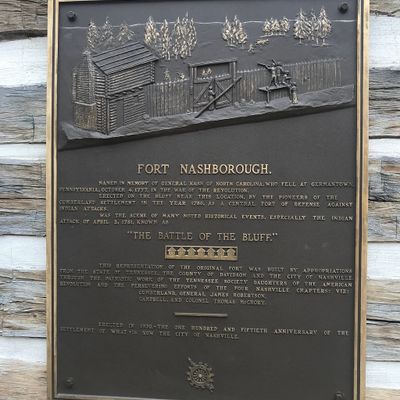 FORT NASHBOROUGH.
NAMED IN MEMORY OF GENERAL NASH OF NORTH CAROLINA, WHO FELL AT GERMANTOWN,
PENNSYLVANIA, OCTOBER 4, 1777, IN THE WAR OF THE REVOLUTION.
ERECTED ON THE BLUFF NEAR THIS LOCATION, BY THE PIONEERS OF THE
CUMBERLAND SETTLEMENT IN THE YEAR 1780, AS A CENTRAL FORT OF DEFENSE AGAINST
INDIAN ATTACKS.
WAS THE SCENE OF MANY NOTED HISTORICAL EVENTS, ESPECIALLY THE INDIAN
ATTACK OF APRIL 2, 1781, KNOWN AS
"THE BATTLE OF THE BLUFF."
THIS REPRESENTATION OF THE ORIGINAL FORT WAS BUILT BY APPROPRIATIONS
FROM THE STATE OF TENNESSEE, THE COUNTY OF DAVIDSON AND THE CITY OF NASHVILLE
THROUGH THE PATRIOTIC WORK OF THE TENNESSEE SOCIETY DAUGHTERS OF THE AMERICAN
REVOLUTION AND THE PERSEVERING EFFORTS OF THE FOUR NASHVILLE CHAPTERS: VIZ:
CUMBERLAND, GENERAL JAMES ROBERTSON,
CAMPBELL, AND COLONEL THOMAS McCRORY.
ERECTED IN 1930, THE ONE HUNDRED AND FIFTIETH ANNIVERSARY OF THE
SETTLEMENT OF WHAT IS NOW THE CITY OF NASHVILLE.